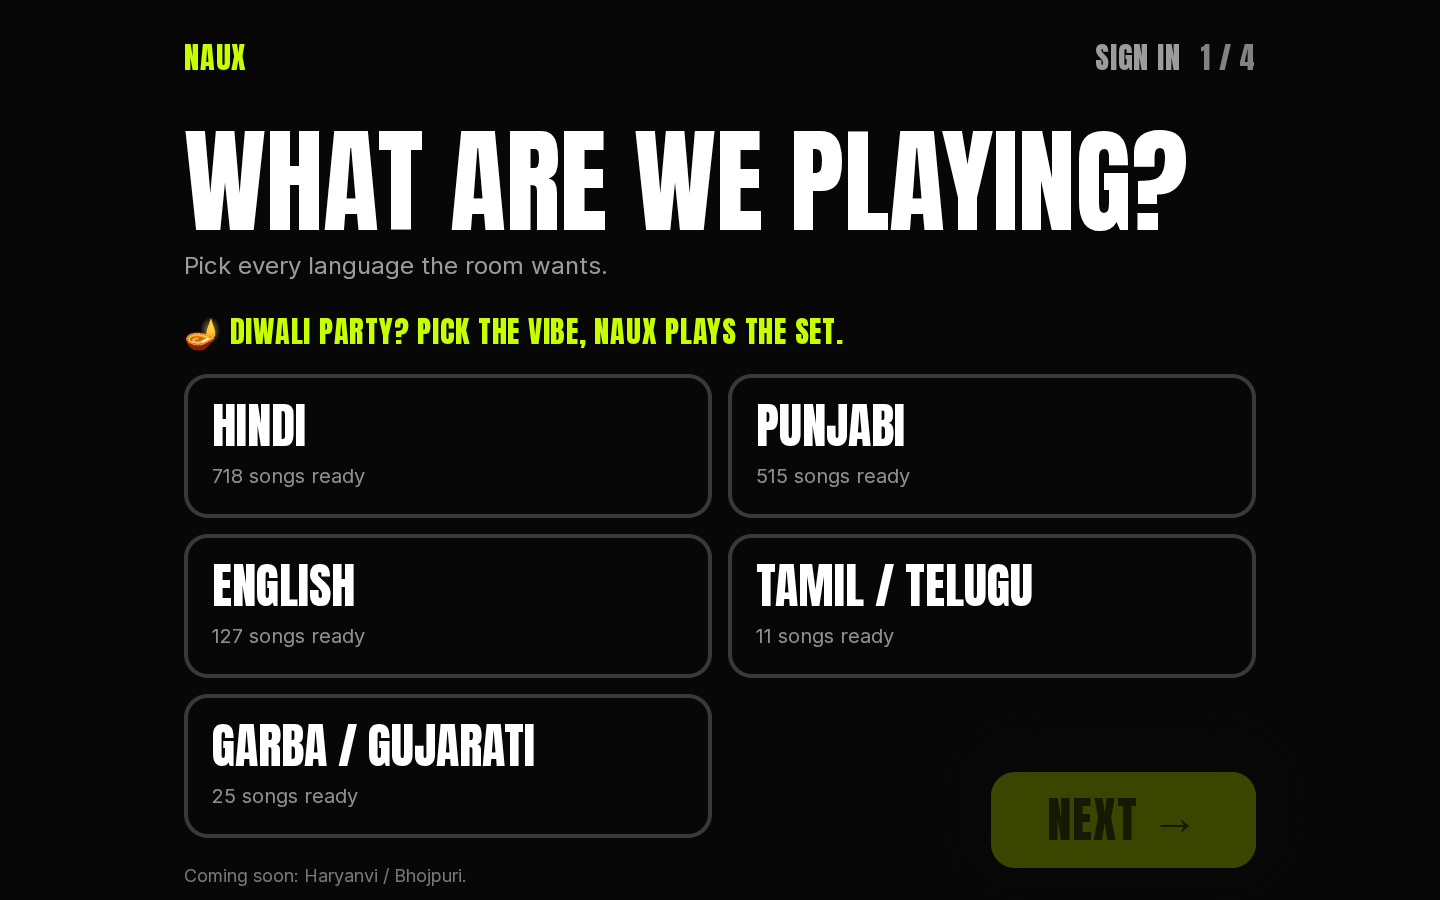 NAUX
SIGN IN 1 / 4
WHAT ARE WE PLAYING?
Pick every language the room wants.
🪔 DIWALI PARTY? PICK THE VIBE, NAUX PLAYS THE SET.
HINDI
718 songs ready
PUNJABI
515 songs ready
ENGLISH
127 songs ready
TAMIL / TELUGU
11 songs ready
GARBA / GUJARATI
25 songs ready
NEXT →
Coming soon: Haryanvi / Bhojpuri.